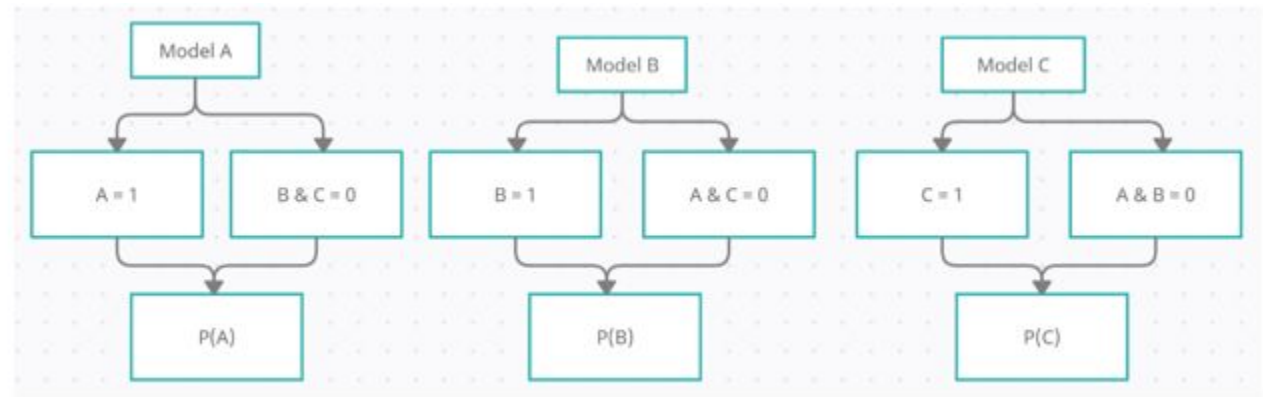 Model A
Model B
Model C
A = 1
B & C = 0
B = 1
A & C = 0
C = 1
A & B = 0
P(A)
P(B)
P(C)